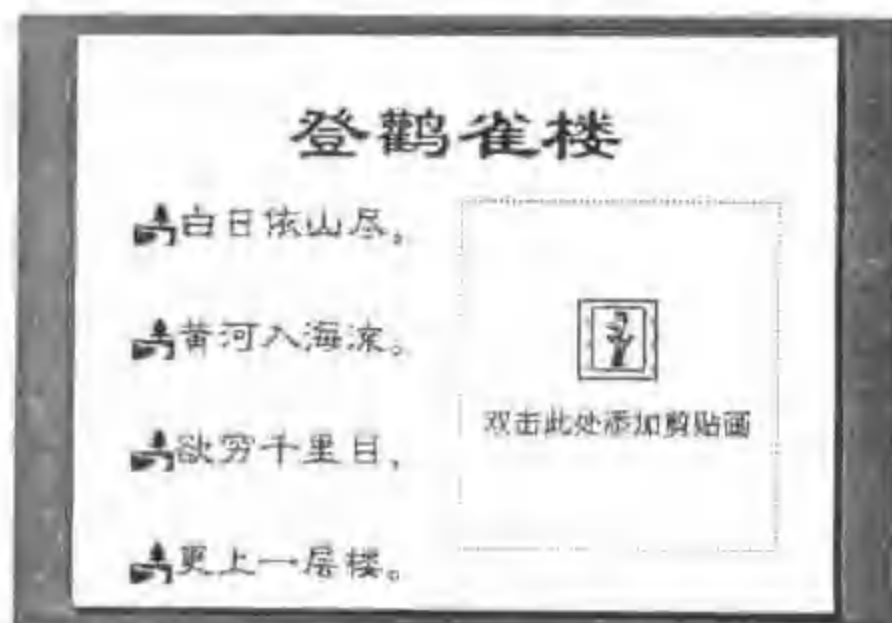 登鹳雀楼
白日依山尽。
黄河入海流。
欲穷千里目,
更上一层楼。
双击此处添加剪贴画